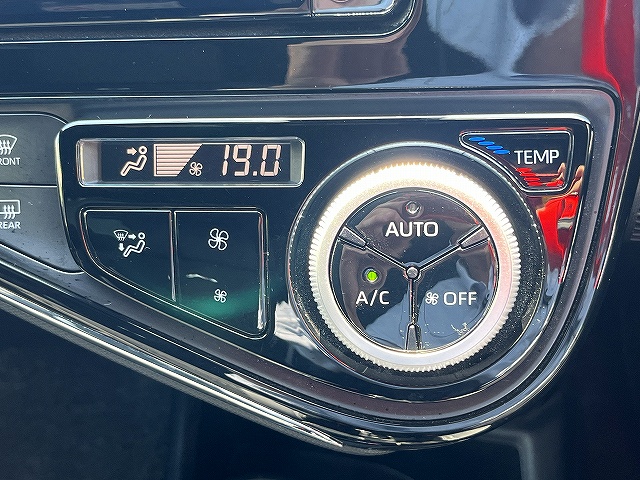 FRONT
19.0
TEMP
REAR
AUTO
A/C
OFF